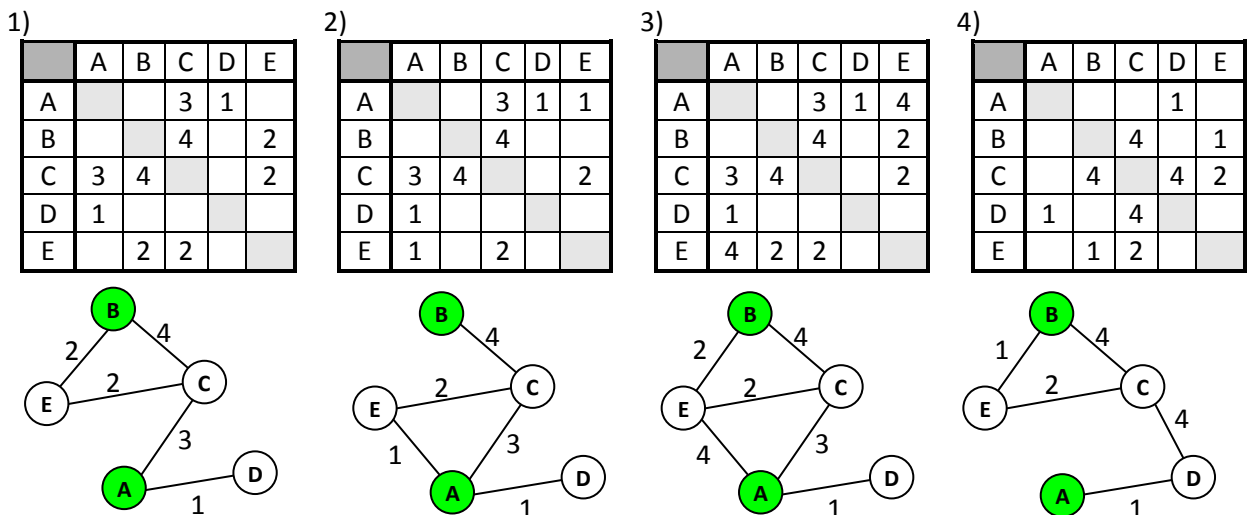 1) 2) 3) 4)
A B C D E A B C D E A B C D E A B C D E
A 3 1 A 3 1 1 A 3 1 4 A 1
B 4 2 B 4 B 4 2 B 4 1
C 3 4 2 C 3 4 2 C 3 4 2 C 4 4 2
D 1 D 1 D 1 D 1 4
E 2 2 E 1 2 E 4 2 2 E 1 2
B B B B
2 4 4 2 4 1 4
E 2 C E 2 C E 2 C E 2 C
3 1 3 4 3 4
A D A D A D A D
1 1 1 1